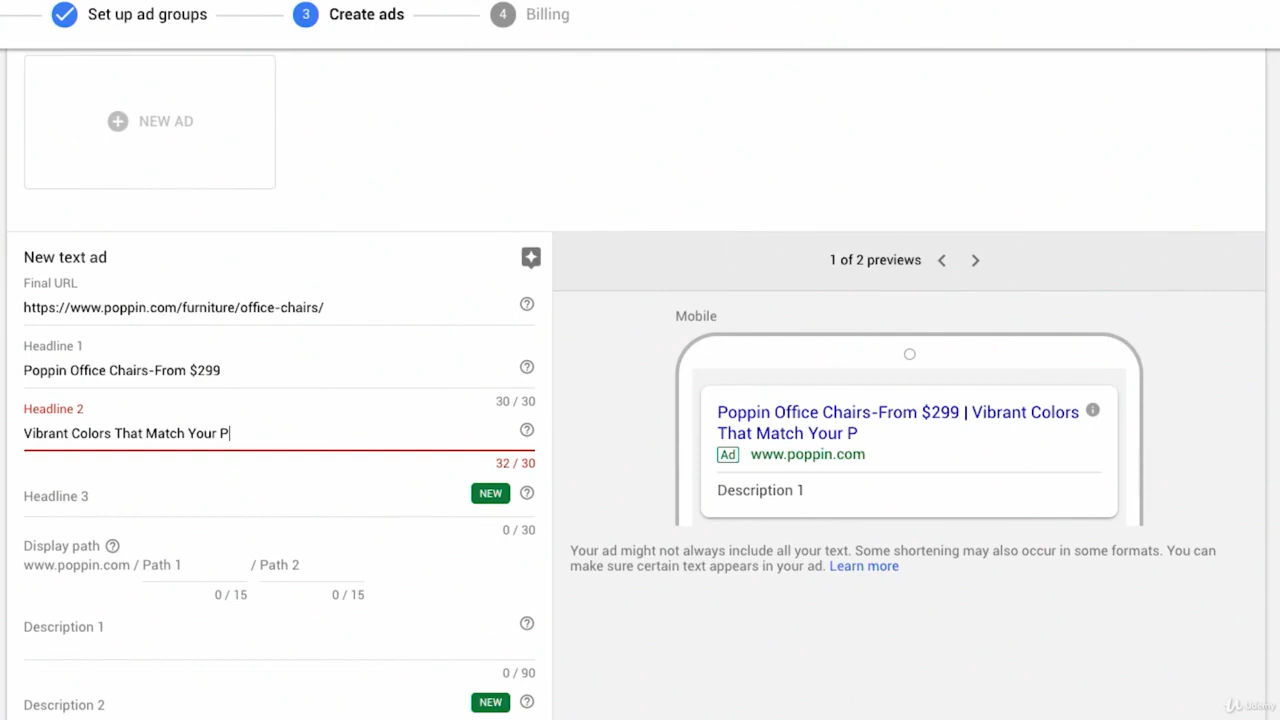 Set up ad groups
3 Create ads
4 Billing
NEW AD
New text ad
Final URL
https://www.poppin.com/furniture/office-chairs/
Headline 1
Poppin Office Chairs-From $299
30 / 30
Headline 2
Vibrant Colors That Match Your P
32 / 30
Headline 3
NEW
0 / 30
Display path
www.poppin.com / Path 1 / Path 2
0 / 15 0 / 15
Description 1
0 / 90
Description 2
NEW
1 of 2 previews
Mobile
Poppin Office Chairs-From $299 | Vibrant Colors
That Match Your P
Ad www.poppin.com
Description 1
Your ad might not always include all your text. Some shortening may also occur in some formats. You can
make sure certain text appears in your ad. Learn more
Udemy